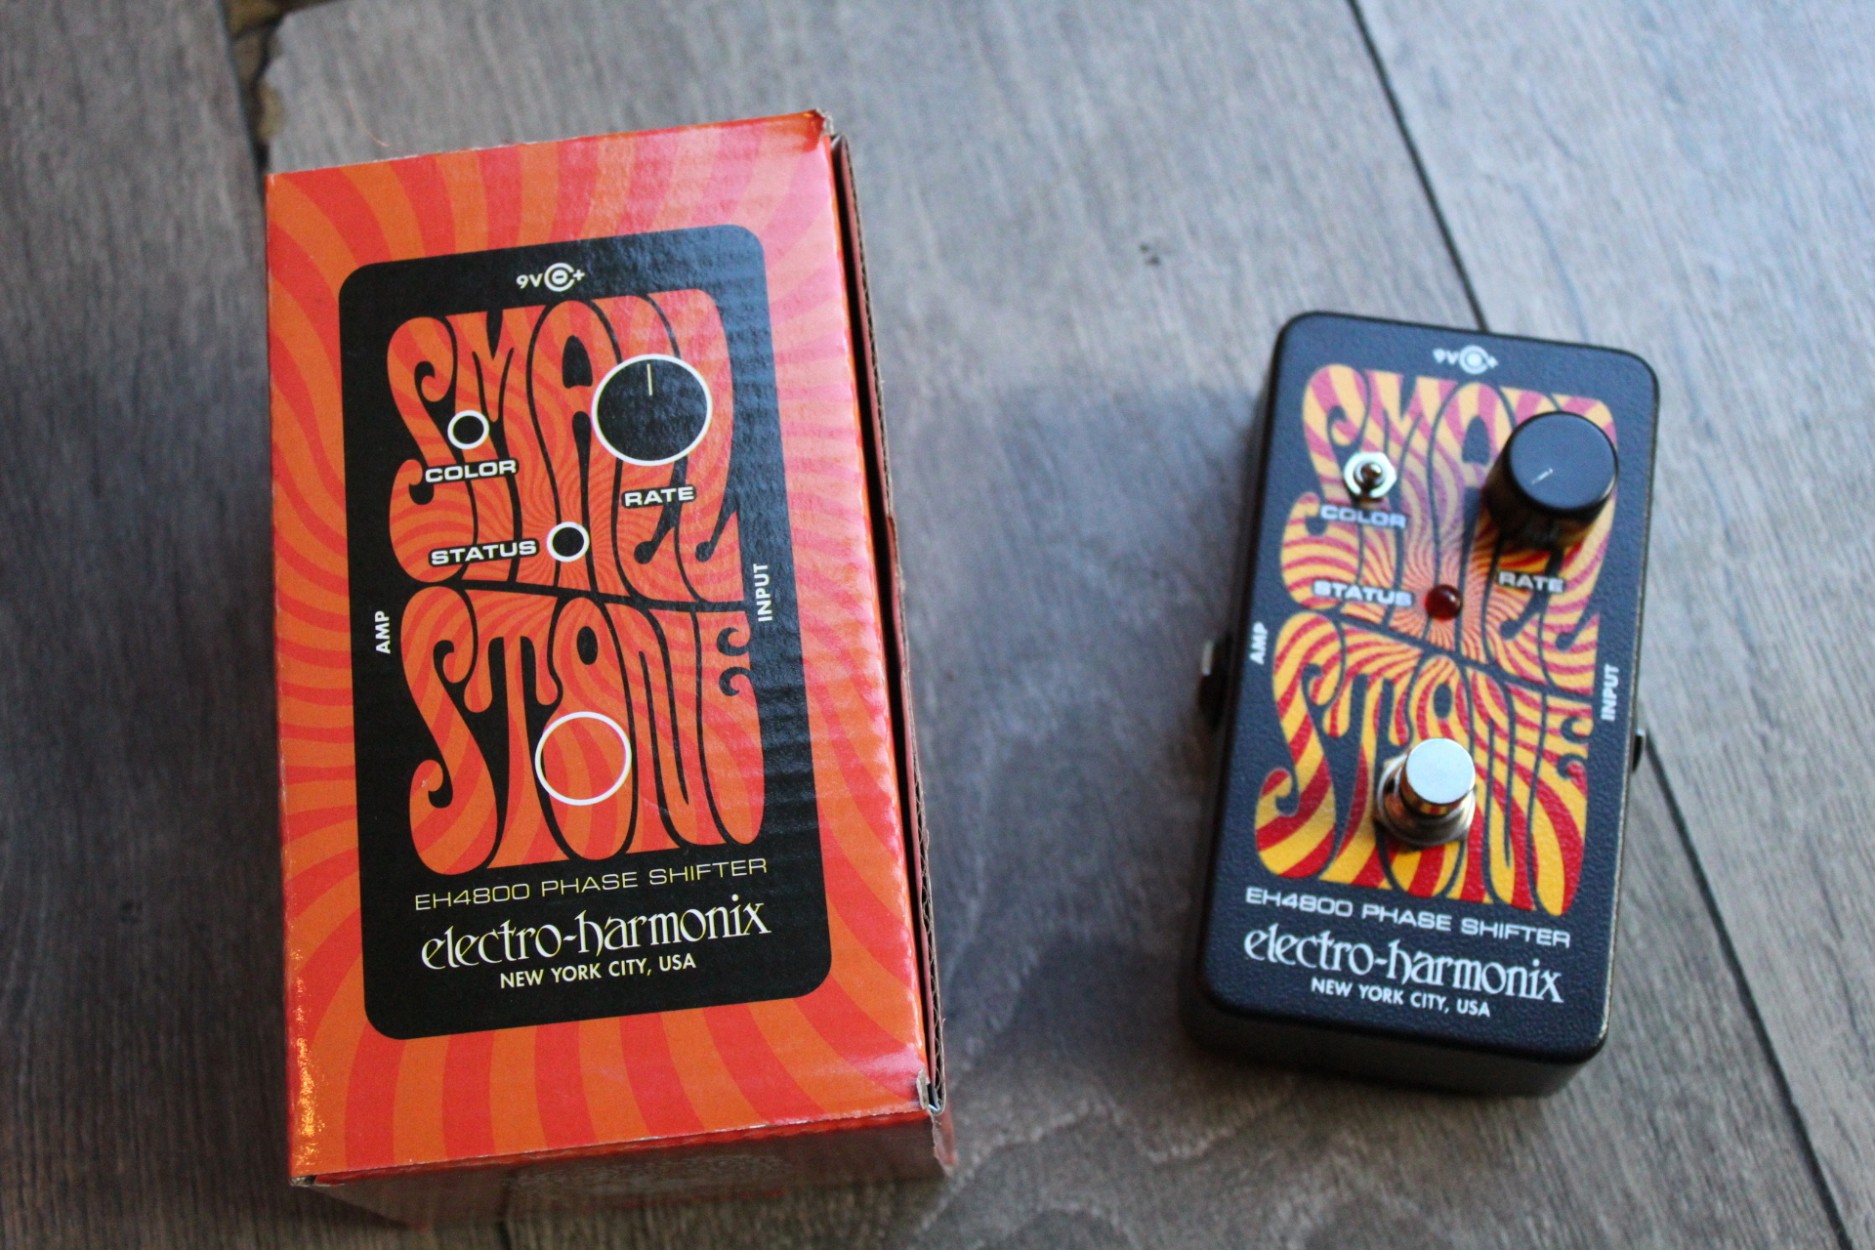 9V +
SMALL
COLOR
RATE
STATUS
AMP
INPUT
STONE
EH4800 PHASE SHIFTER
electro-harmonix
NEW YORK CITY, USA
9V +
SMALL
COLOR
RATE
STATUS
AMP
INPUT
STONE
EH4800 PHASE SHIFTER
electro-harmonix
NEW YORK CITY, USA